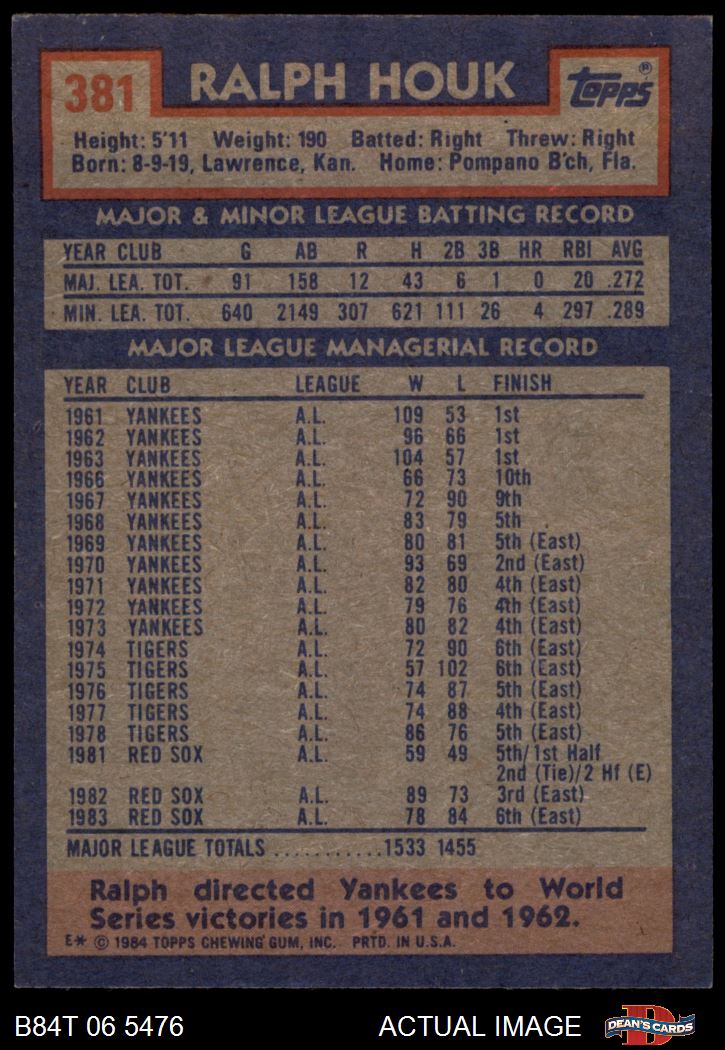 381 RALPH HOUK Topps®
Height: 5'11 Weight: 190 Batted: Right Threw: Right
Born: 8-9-19, Lawrence, Kan. Home: Pompano B'ch, Fla.
MAJOR & MINOR LEAGUE BATTING RECORD
YEAR CLUB G AB R H 2B 3B HR RBI AVG
MAJ. LEA. TOT. 91 158 12 43 6 1 0 20 .272
MIN. LEA. TOT. 640 2149 307 621 111 26 4 297 .289
MAJOR LEAGUE MANAGERIAL RECORD
YEAR CLUB LEAGUE W L FINISH
1961 YANKEES A.L. 109 53 1st
1962 YANKEES A.L. 96 66 1st
1963 YANKEES A.L. 104 57 1st
1966 YANKEES A.L. 66 73 10th
1967 YANKEES A.L. 72 90 9th
1968 YANKEES A.L. 83 79 5th
1969 YANKEES A.L. 80 81 5th (East)
1970 YANKEES A.L. 93 69 2nd (East)
1971 YANKEES A.L. 82 80 4th (East)
1972 YANKEES A.L. 79 76 4th (East)
1973 YANKEES A.L. 80 82 4th (East)
1974 TIGERS A.L. 72 90 6th (East)
1975 TIGERS A.L. 57 102 6th (East)
1976 TIGERS A.L. 74 87 5th (East)
1977 TIGERS A.L. 74 88 4th (East)
1978 TIGERS A.L. 86 76 5th (East)
1981 RED SOX A.L. 59 49 5th/1st Half
2nd (Tie)/2 Hf (E)
1982 RED SOX A.L. 89 73 3rd (East)
1983 RED SOX A.L. 78 84 6th (East)
MAJOR LEAGUE TOTALS ...........1533 1455
Ralph directed Yankees to World
Series victories in 1961 and 1962.
E* © 1984 TOPPS CHEWING GUM, INC. PRTD. IN U.S.A.
B84T 06 5476 ACTUAL IMAGE D DEAN'S CARDS